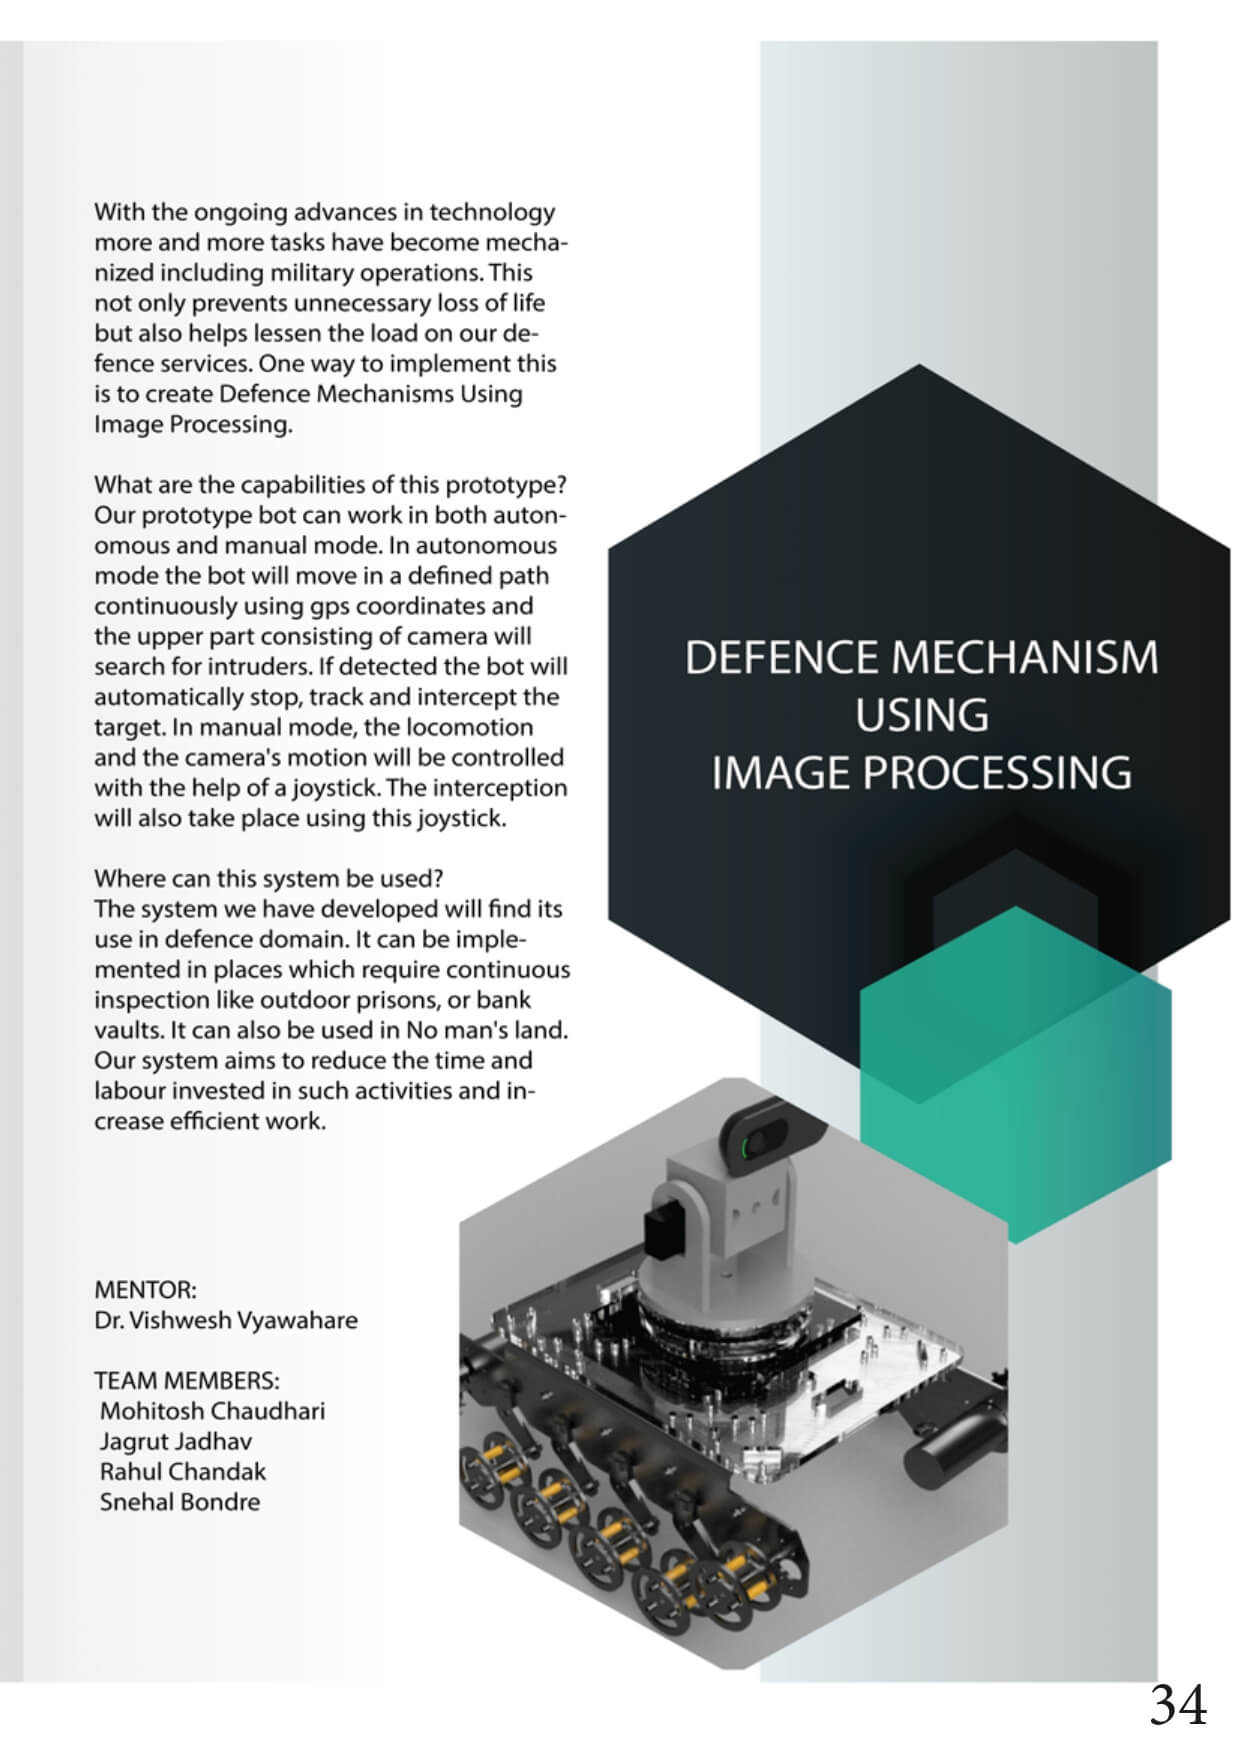 With the ongoing advances in technology
more and more tasks have become mecha-
nized including military operations. This
not only prevents unnecessary loss of life
but also helps lessen the load on our de-
fence services. One way to implement this
is to create Defence Mechanisms Using
Image Processing.
What are the capabilities of this prototype?
Our prototype bot can work in both auton-
omous and manual mode. In autonomous
mode the bot will move in a defined path
continuously using gps coordinates and
the upper part consisting of camera will
search for intruders. If detected the bot will
automatically stop, track and intercept the
target. In manual mode, the locomotion
and the camera's motion will be controlled
with the help of a joystick. The interception
will also take place using this joystick.
Where can this system be used?
The system we have developed will find its
use in defence domain. It can be imple-
mented in places which require continuous
inspection like outdoor prisons, or bank
vaults. It can also be used in No man's land.
Our system aims to reduce the time and
labour invested in such activities and in-
crease efficient work.
MENTOR:
Dr. Vishwesh Vyawahare
TEAM MEMBERS:
Mohitosh Chaudhari
Jagrut Jadhav
Rahul Chandak
Snehal Bondre
DEFENCE MECHANISM
USING
IMAGE PROCESSING
34